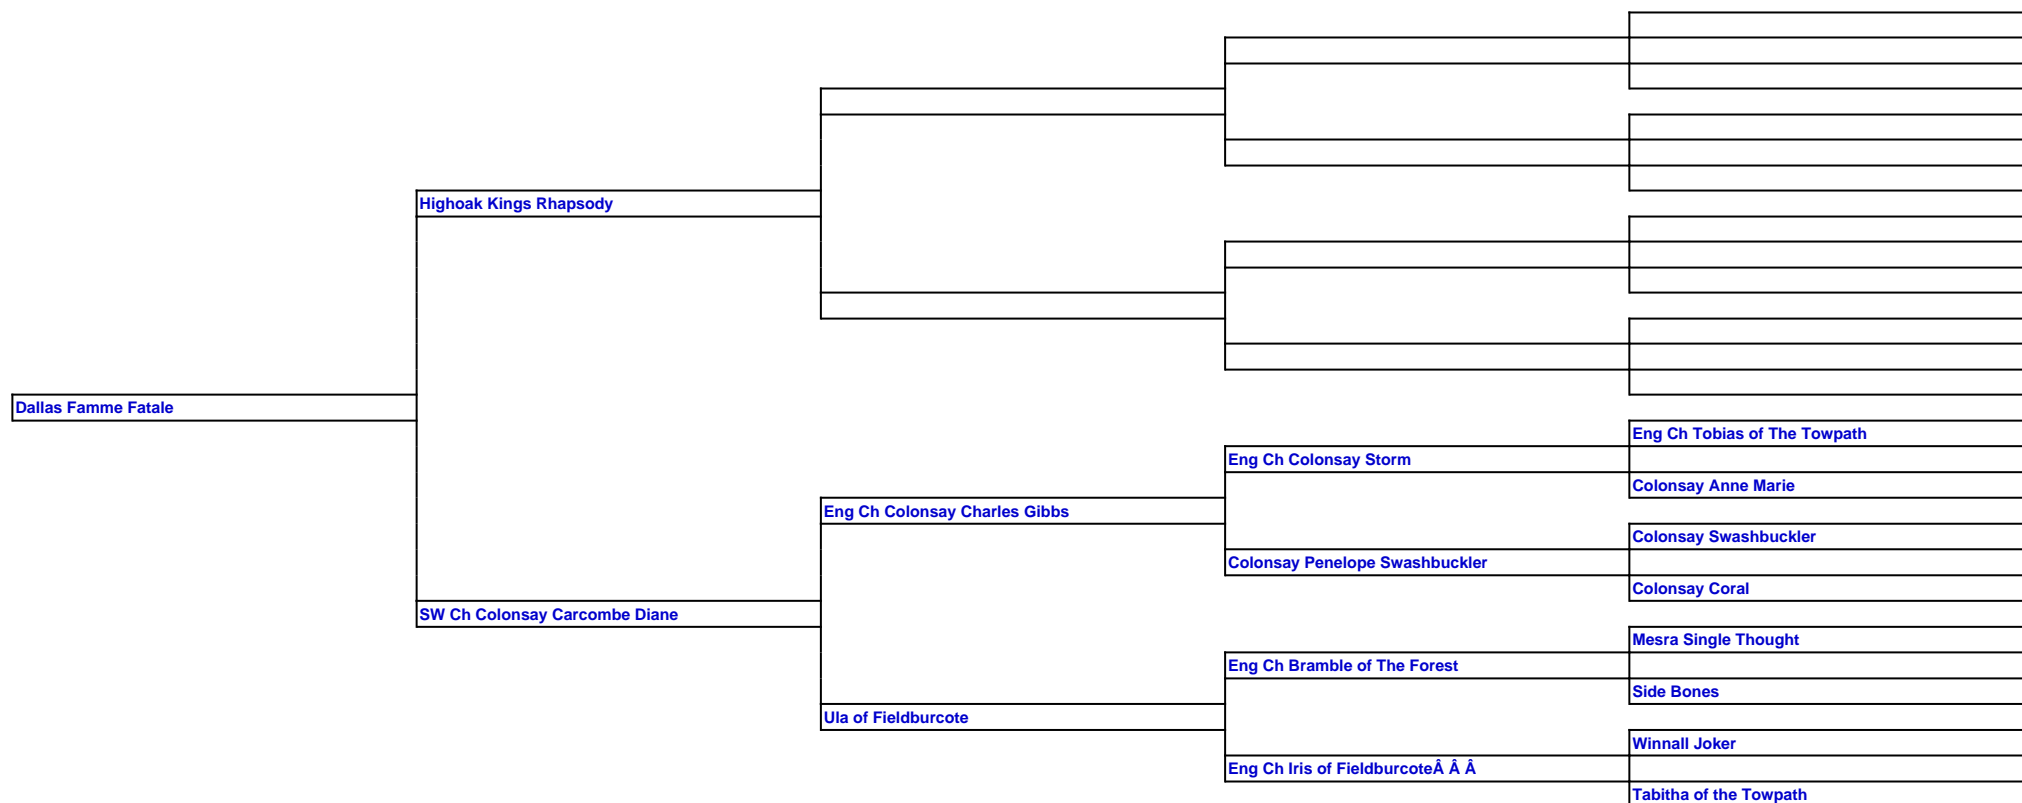 Highoak Kings Rhapsody
Dallas Famme Fatale
Eng Ch Tobias of The Towpath
Eng Ch Colonsay Storm
Colonsay Anne Marie
Eng Ch Colonsay Charles Gibbs
Colonsay Swashbuckler
Colonsay Penelope Swashbuckler
Colonsay Coral
SW Ch Colonsay Carcombe Diane
Mesra Single Thought
Eng Ch Bramble of The Forest
Side Bones
Ula of Fieldburcote
Winnall Joker
Eng Ch Iris of FieldburcoteÂ Â Â
Tabitha of the Towpath